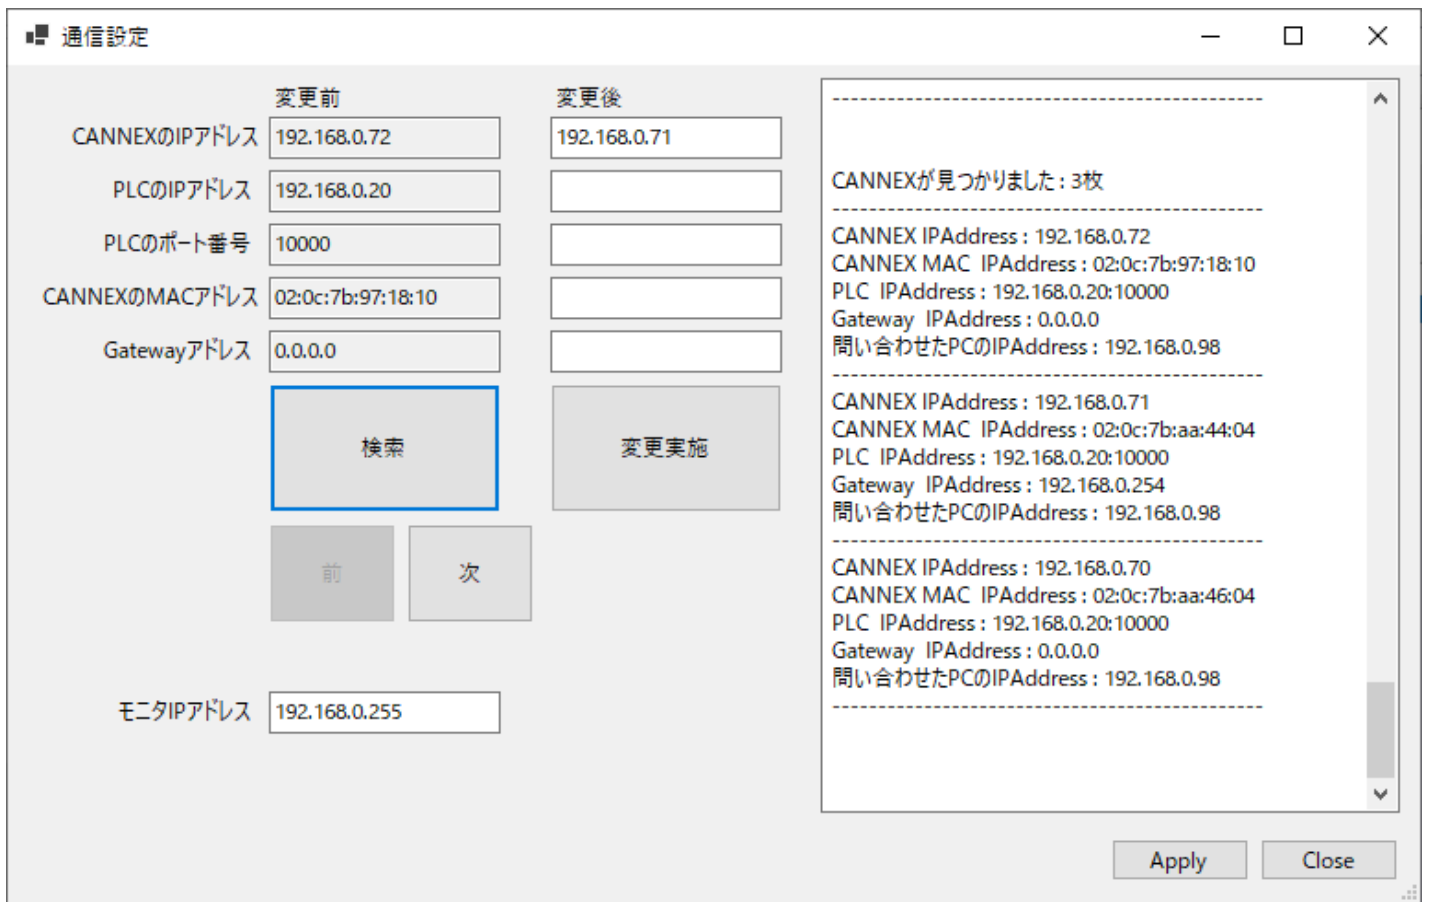 通信設定
変更前 変更後
CANNEXのIPアドレス 192.168.0.72 192.168.0.71
PLCのIPアドレス 192.168.0.20
PLCのポート番号 10000
CANNEXのMACアドレス 02:0c:7b:97:18:10
Gatewayアドレス 0.0.0.0
検索 変更実施
前 次
モニタIPアドレス 192.168.0.255
-----------------------------------------------
CANNEXが見つかりました : 3枚
-----------------------------------------------
CANNEX IPAddress : 192.168.0.72
CANNEX MAC IPAddress : 02:0c:7b:97:18:10
PLC IPAddress : 192.168.0.20:10000
Gateway IPAddress : 0.0.0.0
問い合わせたPCのIPAddress : 192.168.0.98
-----------------------------------------------
CANNEX IPAddress : 192.168.0.71
CANNEX MAC IPAddress : 02:0c:7b:aa:44:04
PLC IPAddress : 192.168.0.20:10000
Gateway IPAddress : 192.168.0.254
問い合わせたPCのIPAddress : 192.168.0.98
-----------------------------------------------
CANNEX IPAddress : 192.168.0.70
CANNEX MAC IPAddress : 02:0c:7b:aa:46:04
PLC IPAddress : 192.168.0.20:10000
Gateway IPAddress : 0.0.0.0
問い合わせたPCのIPAddress : 192.168.0.98
-----------------------------------------------
Apply Close